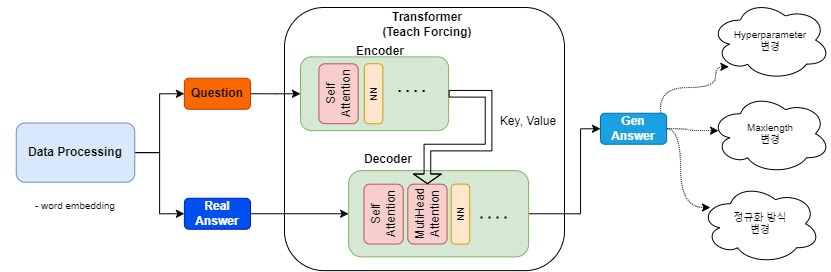 Transformer
(Teach Forcing)
Encoder
Self
Attention
NN
. . . .
Question
Key, Value
Data Processing
- word embedding
Real
Answer
Decoder
Self
Attention
MutiHead
Attention
NN
. . . .
Gen
Answer
Hyperparameter
변경
Maxlength
변경
정규화 방식
변경